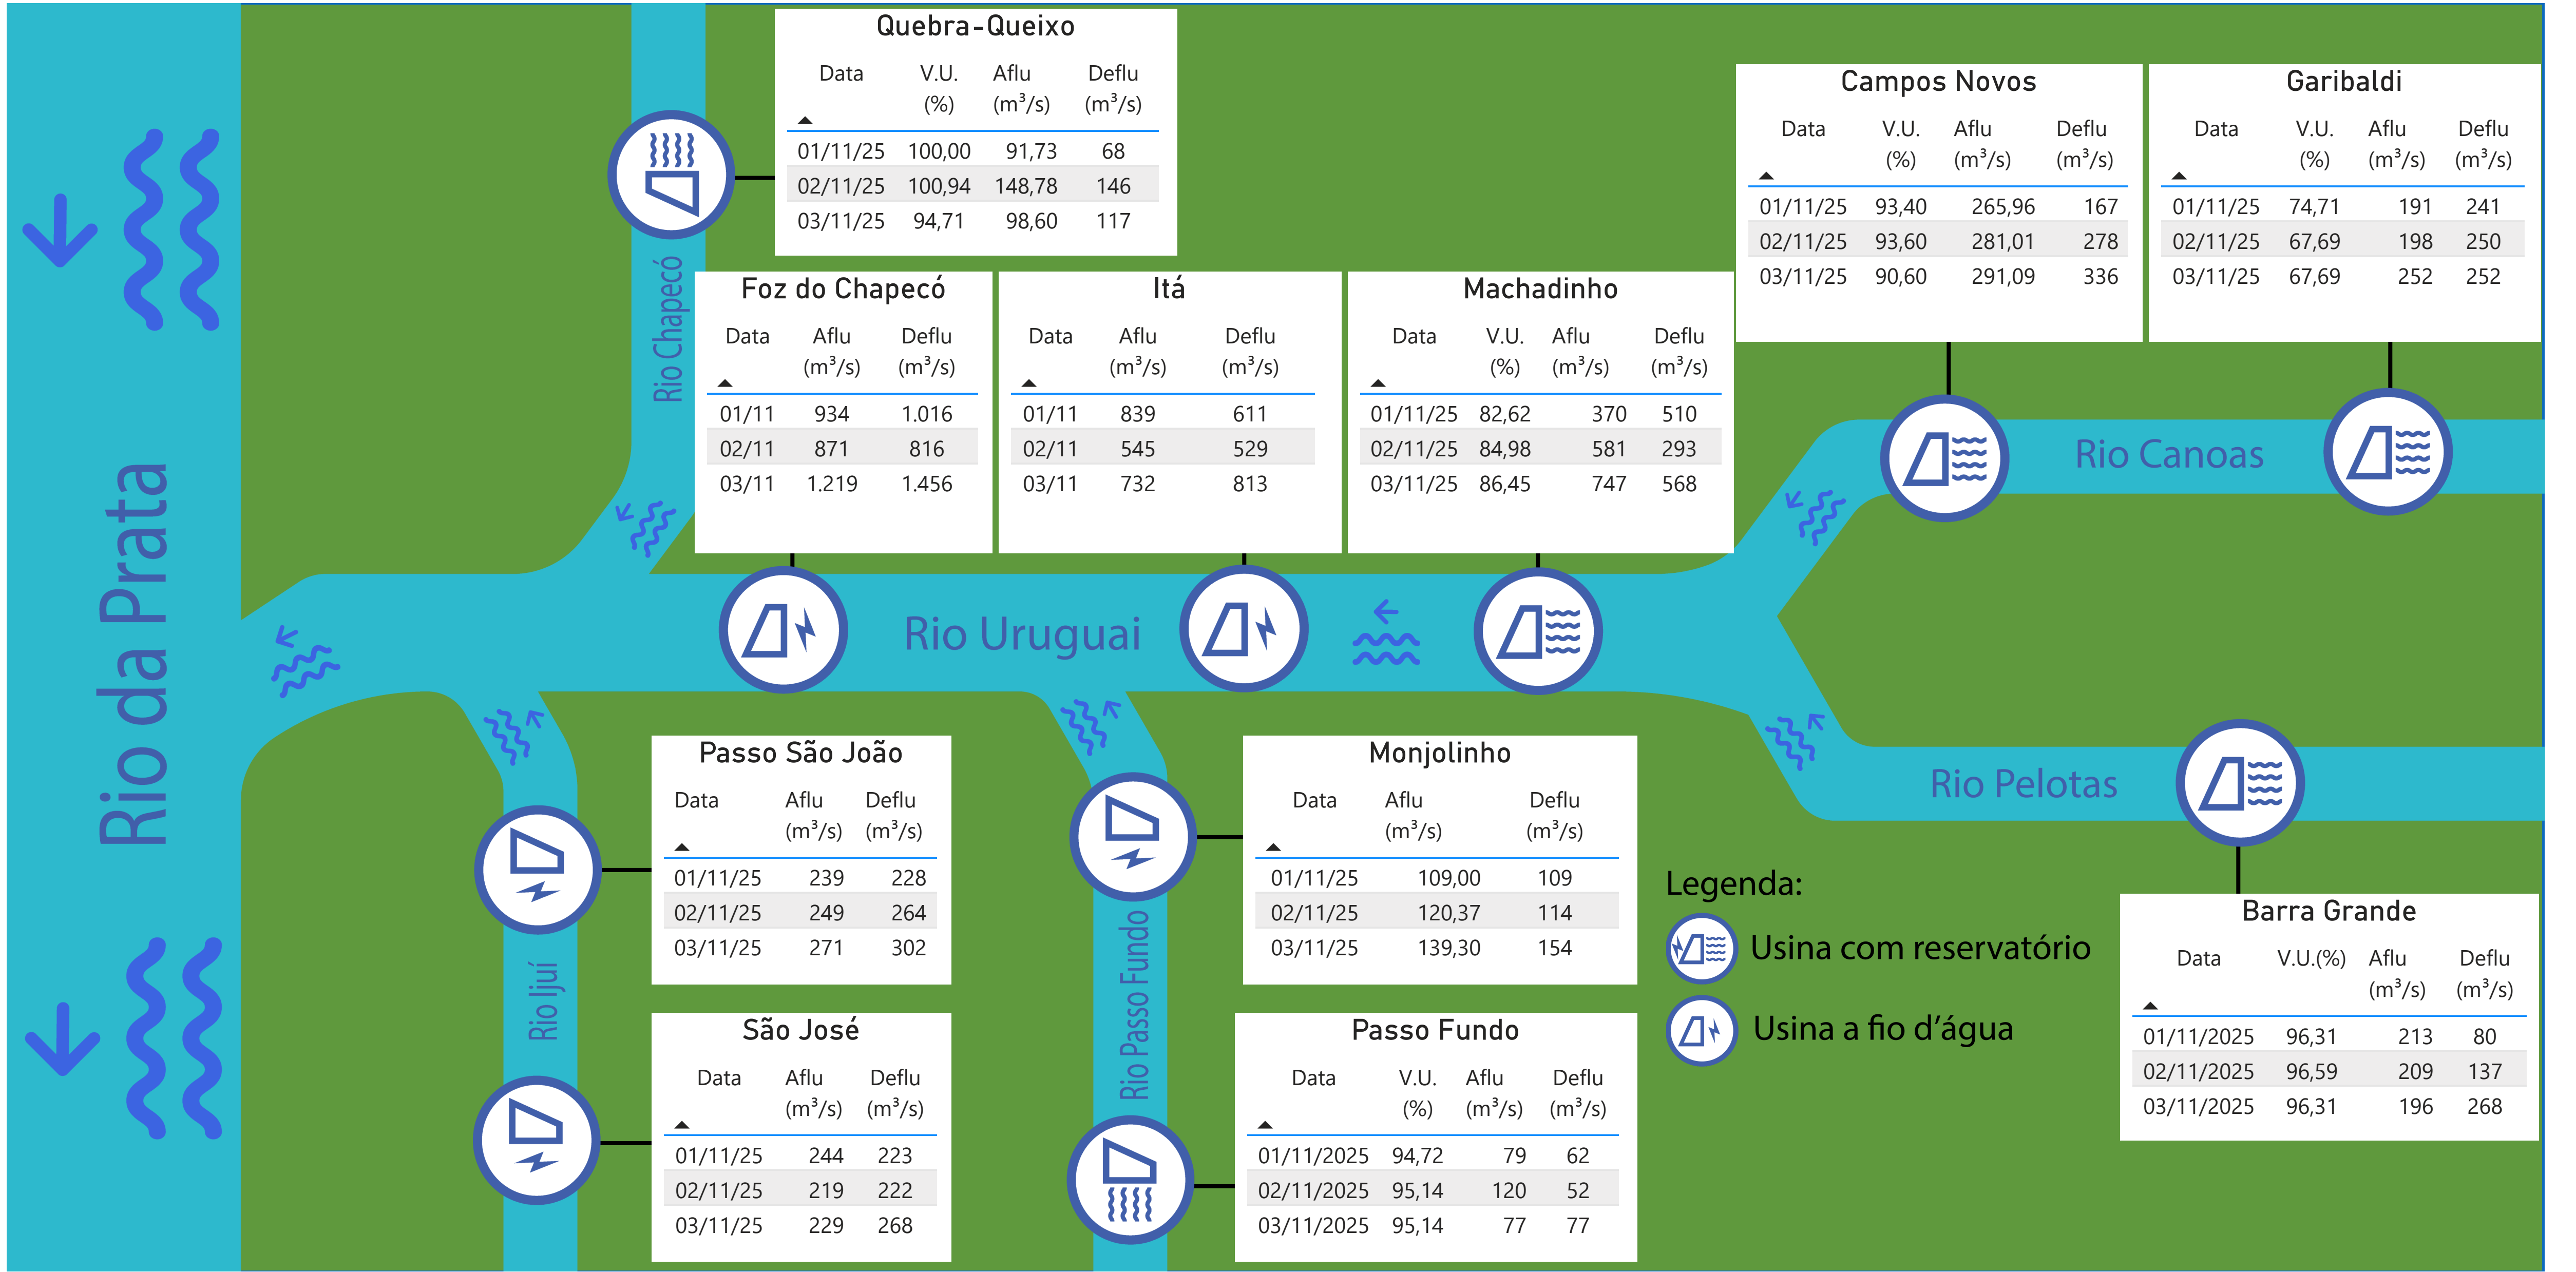 Quebra-Queixo
Data V.U. (%) Aflu (m³/s) Deflu (m³/s)
01/11/25 100,00 91,73 68
02/11/25 100,94 148,78 146
03/11/25 94,71 98,60 117
Campos Novos
Data V.U. (%) Aflu (m³/s) Deflu (m³/s)
01/11/25 93,40 265,96 167
02/11/25 93,60 281,01 278
03/11/25 90,60 291,09 336
Garibaldi
Data V.U. (%) Aflu (m³/s) Deflu (m³/s)
01/11/25 74,71 191 241
02/11/25 67,69 198 250
03/11/25 67,69 252 252
Rio Chapecó
Foz do Chapecó
Data Aflu (m³/s) Deflu (m³/s)
01/11 934 1.016
02/11 871 816
03/11 1.219 1.456
Itá
Data Aflu (m³/s) Deflu (m³/s)
01/11 839 611
02/11 545 529
03/11 732 813
Machadinho
Data V.U. (%) Aflu (m³/s) Deflu (m³/s)
01/11/25 82,62 370 510
02/11/25 84,98 581 293
03/11/25 86,45 747 568
Rio Canoas
Rio da Prata
Rio Uruguai
Rio Pelotas
Passo São João
Data Aflu (m³/s) Deflu (m³/s)
01/11/25 239 228
02/11/25 249 264
03/11/25 271 302
Monjolinho
Data Aflu (m³/s) Deflu (m³/s)
01/11/25 109,00 109
02/11/25 120,37 114
03/11/25 139,30 154
Legenda:
Usina com reservatório
Usina a fio d’água
Barra Grande
Data V.U.(%) Aflu (m³/s) Deflu (m³/s)
01/11/2025 96,31 213 80
02/11/2025 96,59 209 137
03/11/2025 96,31 196 268
Rio Ijuí
São José
Data Aflu (m³/s) Deflu (m³/s)
01/11/25 244 223
02/11/25 219 222
03/11/25 229 268
Rio Passo Fundo
Passo Fundo
Data V.U. (%) Aflu (m³/s) Deflu (m³/s)
01/11/2025 94,72 79 62
02/11/2025 95,14 120 52
03/11/2025 95,14 77 77